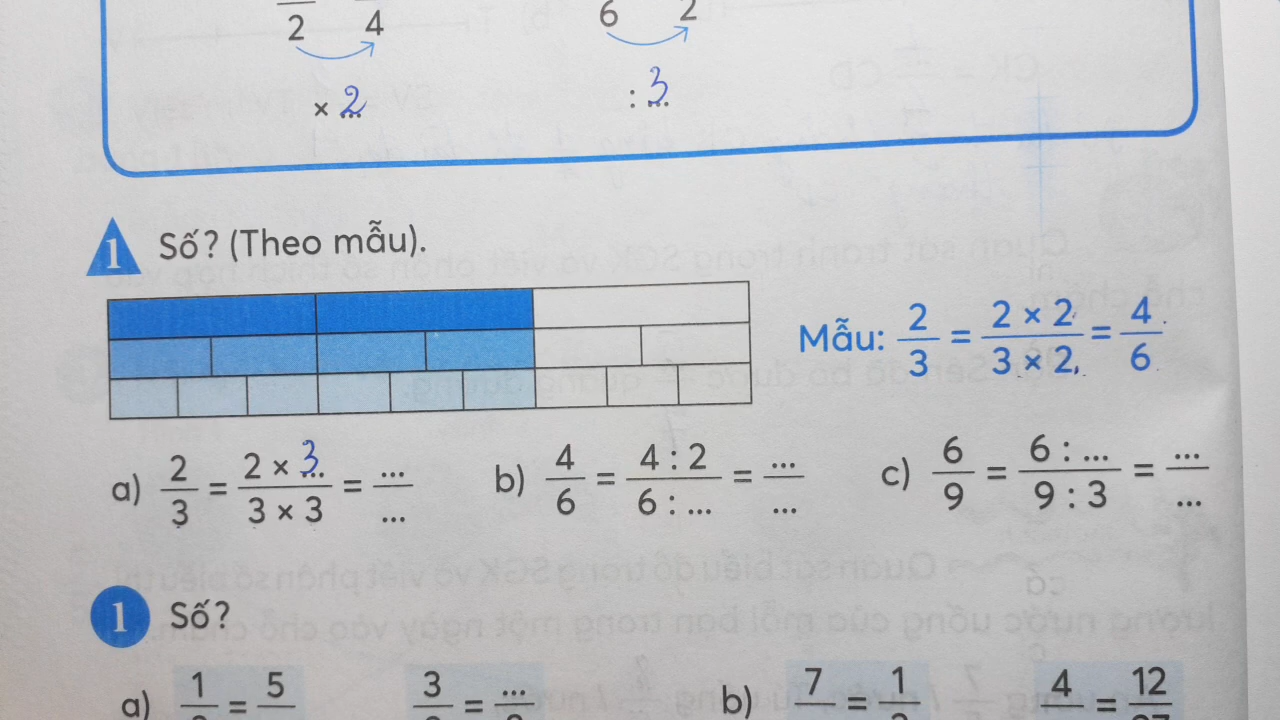 2 4 6 2
× 2 : 3
1 Số? (Theo mẫu).
Mẫu: 2/3 = 2 × 2/3 × 2 = 4/6
a) 2/3 = 2 × 3/3 × 3 = .../... b) 4/6 = 4 : 2/6 : ... = .../... c) 6/9 = 6 : .../9 : 3 = .../...
1 Số?
a) 1 = 5 3 = ... b) 7 = 1 4 = 12